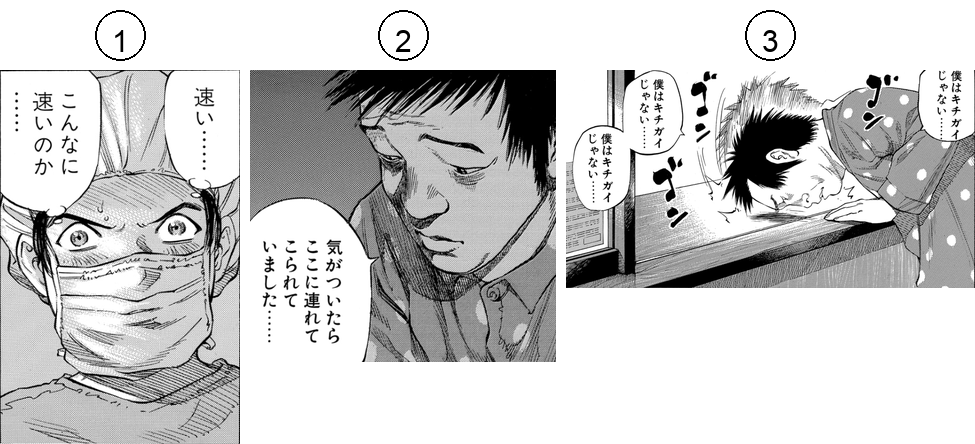 1
2
3
速い……
こんなに
速いのか
……
気がついたら
ここに連れて
こられて
いました……
僕はキチガイ
じゃない……
ゴン
僕はキチガイ
じゃない……
ゴン
僕はキチガイ
じゃない……
ゴン